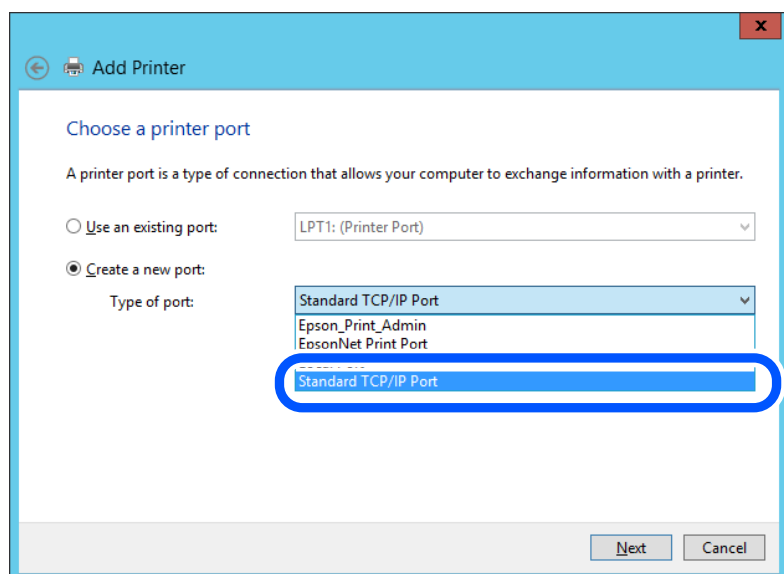 x
Add Printer
Choose a printer port
A printer port is a type of connection that allows your computer to exchange information with a printer.
Use an existing port: LPT1: (Printer Port)
Create a new port:
Type of port: Standard TCP/IP Port
Epson_Print_Admin
EpsonNet Print Port
Standard TCP/IP Port
Next Cancel